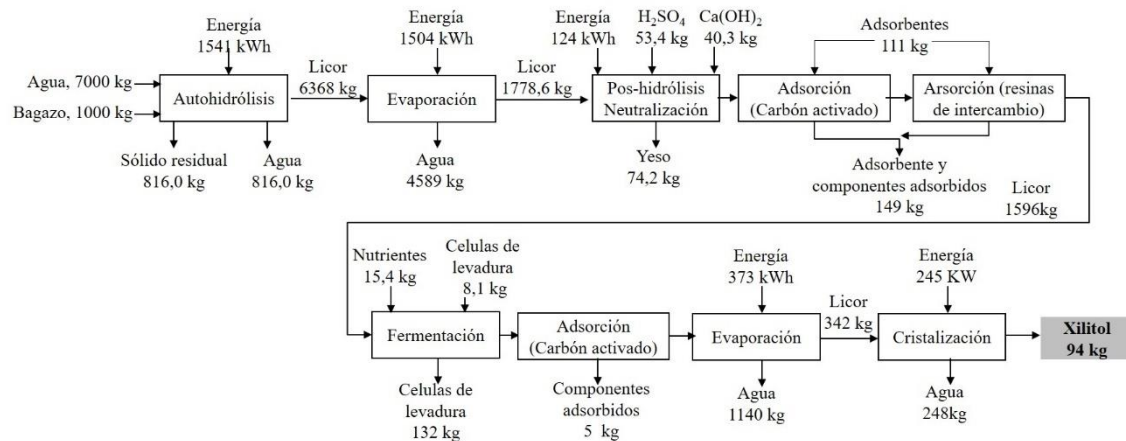 Energía
1541 kWh
Agua, 7000 kg
Bagazo, 1000 kg
Autohidrólisis
Sólido residual
816,0 kg
Agua
816,0 kg
Licor
6368 kg
Energía
1504 kWh
Evaporación
Agua
4589 kg
Licor
1778,6 kg
Energía
124 kWh
H₂SO₄
53,4 kg
Ca(OH)₂
40,3 kg
Pos-hidrólisis
Neutralización
Yeso
74,2 kg
Adsorbentes
111 kg
Adsorción
(Carbón activado)
Arsorción (resinas
de intercambio)
Adsorbente y
componentes adsorbidos
149 kg
Licor
1596kg
Nutrientes
15,4 kg
Celulas de
levadura
8,1 kg
Fermentación
Celulas de
levadura
132 kg
Adsorción
(Carbón activado)
Componentes
adsorbidos
5 kg
Energía
373 kWh
Evaporación
Agua
1140 kg
Licor
342 kg
Energía
245 KW
Cristalización
Agua
248kg
Xilitol
94 kg